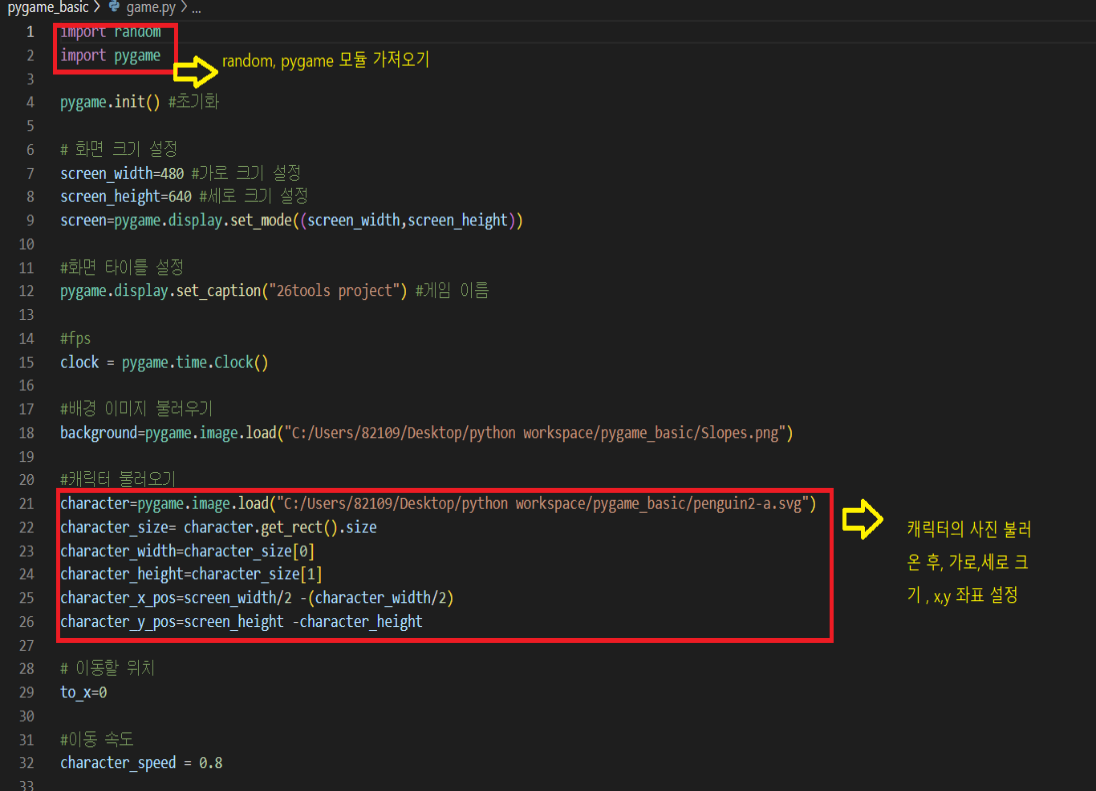 pygame_basic > game.py > ...
1 import random
2 import pygame
random, pygame 모듈 가져오기
3
4 pygame.init() #초기화
5
6 # 화면 크기 설정
7 screen_width=480 #가로 크기 설정
8 screen_height=640 #세로 크기 설정
9 screen=pygame.display.set_mode((screen_width,screen_height))
10
11 #화면 타이틀 설정
12 pygame.display.set_caption("26tools project") #게임 이름
13
14 #fps
15 clock = pygame.time.Clock()
16
17 #배경 이미지 불러우기
18 background=pygame.image.load("C:/Users/82109/Desktop/python workspace/pygame_basic/Slopes.png")
19
20 #캐릭터 불러오기
21 character=pygame.image.load("C:/Users/82109/Desktop/python workspace/pygame_basic/penguin2-a.svg")
22 character_size= character.get_rect().size
23 character_width=character_size[0]
24 character_height=character_size[1]
25 character_x_pos=screen_width/2 -(character_width/2)
26 character_y_pos=screen_height -character_height
캐릭터의 사진 불러
온 후, 가로,세로 크
기 , x,y 좌표 설정
27
28 # 이동할 위치
29 to_x=0
30
31 #이동 속도
32 character_speed = 0.8
33